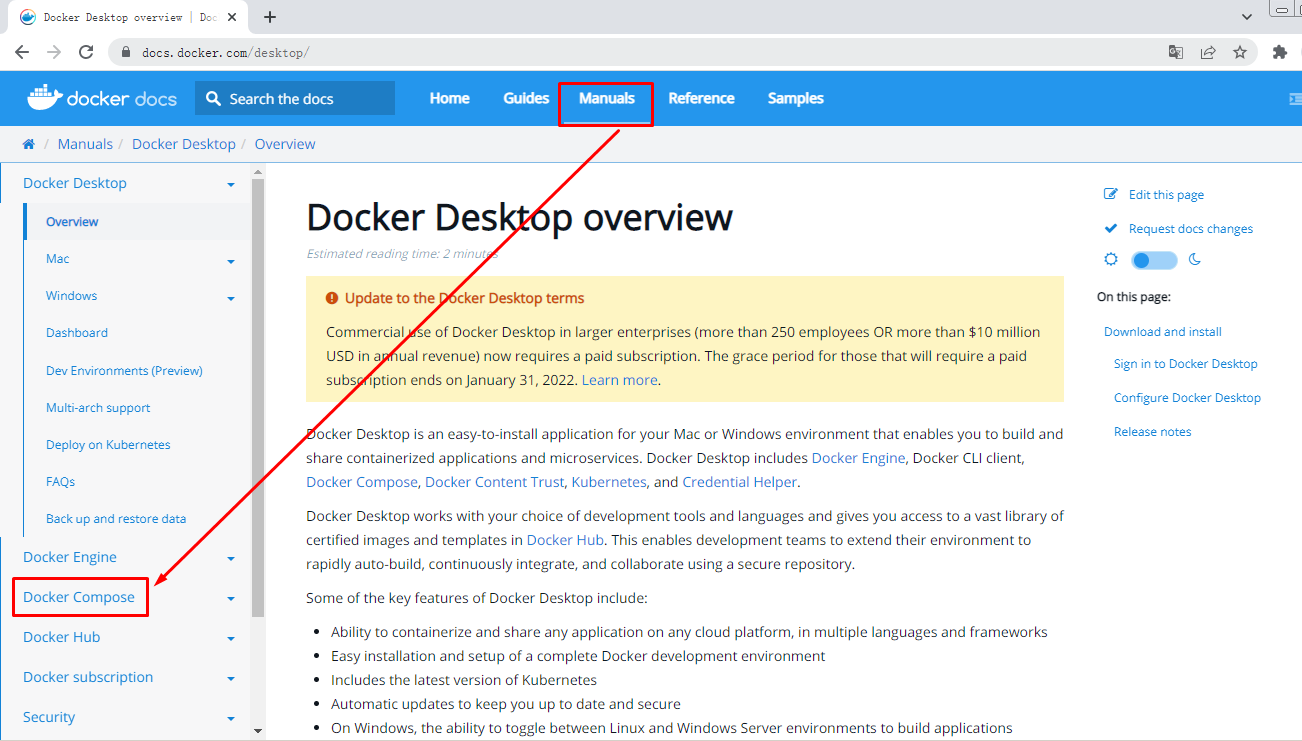 Docker Desktop overview | Doc
docs.docker.com/desktop/
docker docs
Search the docs
Home
Guides
Manuals
Reference
Samples
/ Manuals / Docker Desktop / Overview
Docker Desktop
Overview
Mac
Windows
Dashboard
Dev Environments (Preview)
Multi-arch support
Deploy on Kubernetes
FAQs
Back up and restore data
Docker Engine
Docker Compose
Docker Hub
Docker subscription
Security
Docker Desktop overview
Estimated reading time: 2 minutes
Update to the Docker Desktop terms
Commercial use of Docker Desktop in larger enterprises (more than 250 employees OR more than $10 million
USD in annual revenue) now requires a paid subscription. The grace period for those that will require a paid
subscription ends on January 31, 2022. Learn more.
Docker Desktop is an easy-to-install application for your Mac or Windows environment that enables you to build and
share containerized applications and microservices. Docker Desktop includes Docker Engine, Docker CLI client,
Docker Compose, Docker Content Trust, Kubernetes, and Credential Helper.
Docker Desktop works with your choice of development tools and languages and gives you access to a vast library of
certified images and templates in Docker Hub. This enables development teams to extend their environment to
rapidly auto-build, continuously integrate, and collaborate using a secure repository.
Some of the key features of Docker Desktop include:
• Ability to containerize and share any application on any cloud platform, in multiple languages and frameworks
• Easy installation and setup of a complete Docker development environment
• Includes the latest version of Kubernetes
• Automatic updates to keep you up to date and secure
• On Windows, the ability to toggle between Linux and Windows Server environments to build applications
Edit this page
Request docs changes
On this page:
Download and install
Sign in to Docker Desktop
Configure Docker Desktop
Release notes